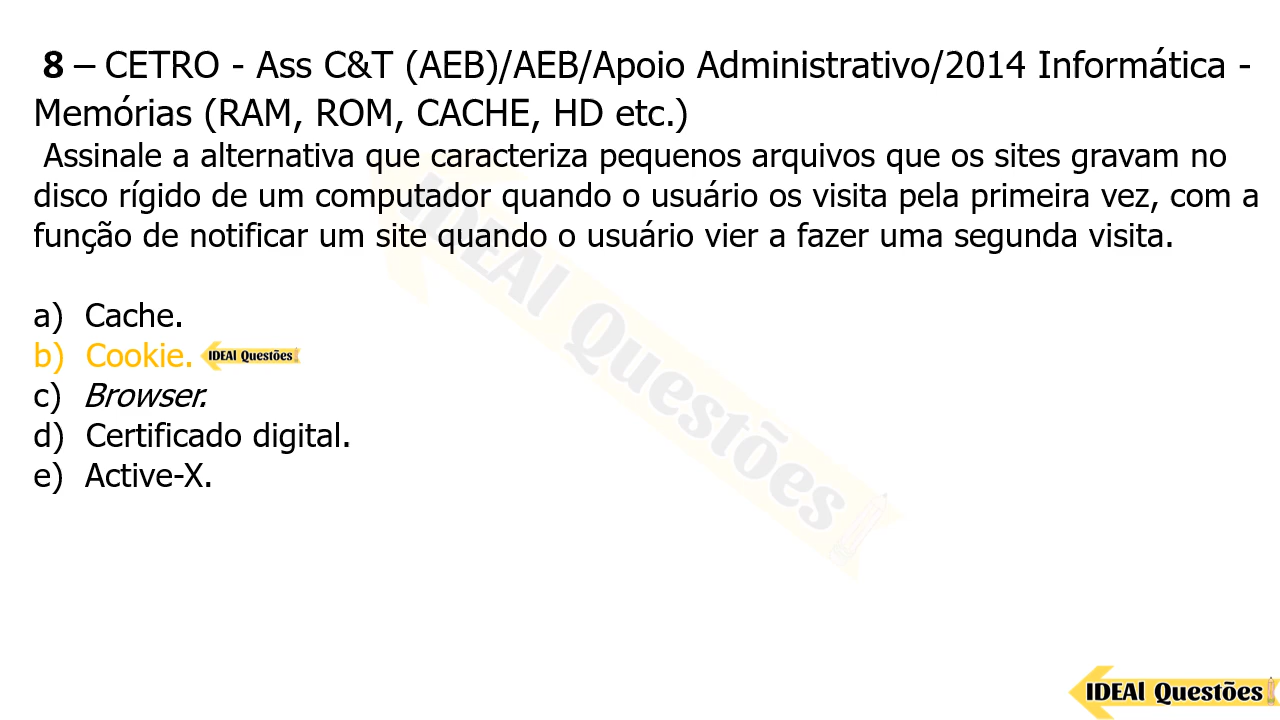 8 – CETRO - Ass C&T (AEB)/AEB/Apoio Administrativo/2014 Informática -
Memórias (RAM, ROM, CACHE, HD etc.)
Assinale a alternativa que caracteriza pequenos arquivos que os sites gravam no
disco rígido de um computador quando o usuário os visita pela primeira vez, com a
função de notificar um site quando o usuário vier a fazer uma segunda visita.
a) Cache.
b) Cookie. IDEAl Questões
c) Browser.
d) Certificado digital.
e) Active-X.
IDEAl Questões
IDEAl Questões